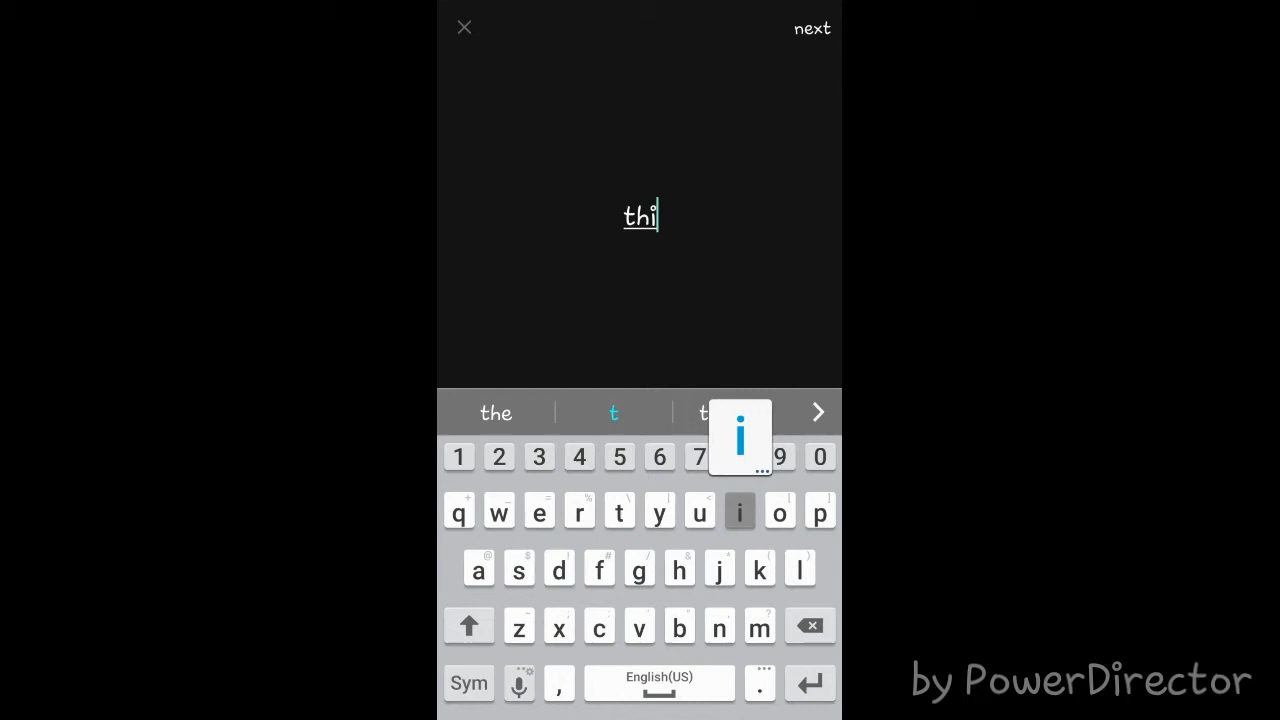 next
thi
the t t
i
1 2 3 4 5 6 7 9 0
q w e r t y u i o p
a s d f g h j k l
z x c v b n m
Sym , English(US) .
by PowerDirector